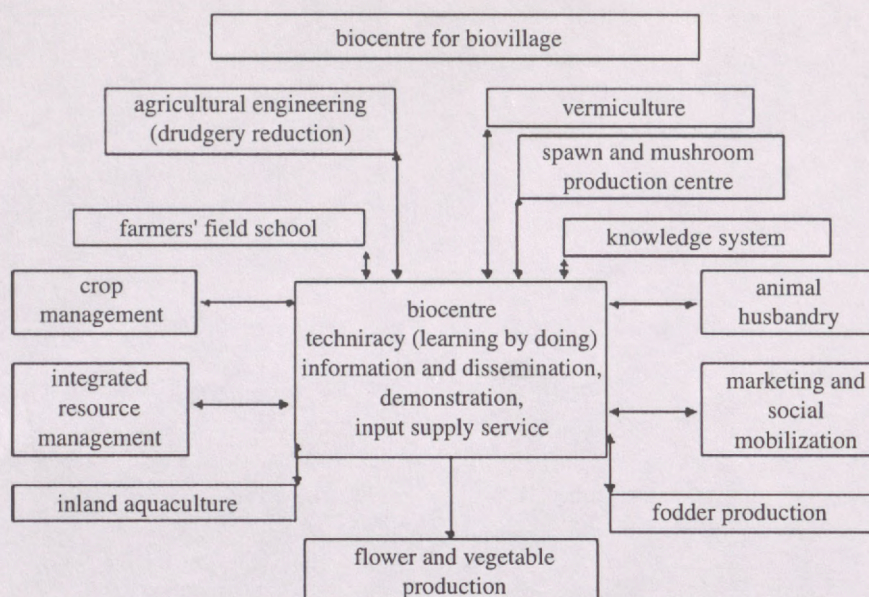 biocentre for biovillage
agricultural engineering
(drudgery reduction)
vermiculture
spawn and mushroom
production centre
farmers' field school
knowledge system
crop
management
biocentre
techniracy (learning by doing)
information and dissemination,
demonstration,
input supply service
animal
husbandry
integrated
resource
management
marketing and
social
mobilization
inland aquaculture
fodder production
flower and vegetable
production